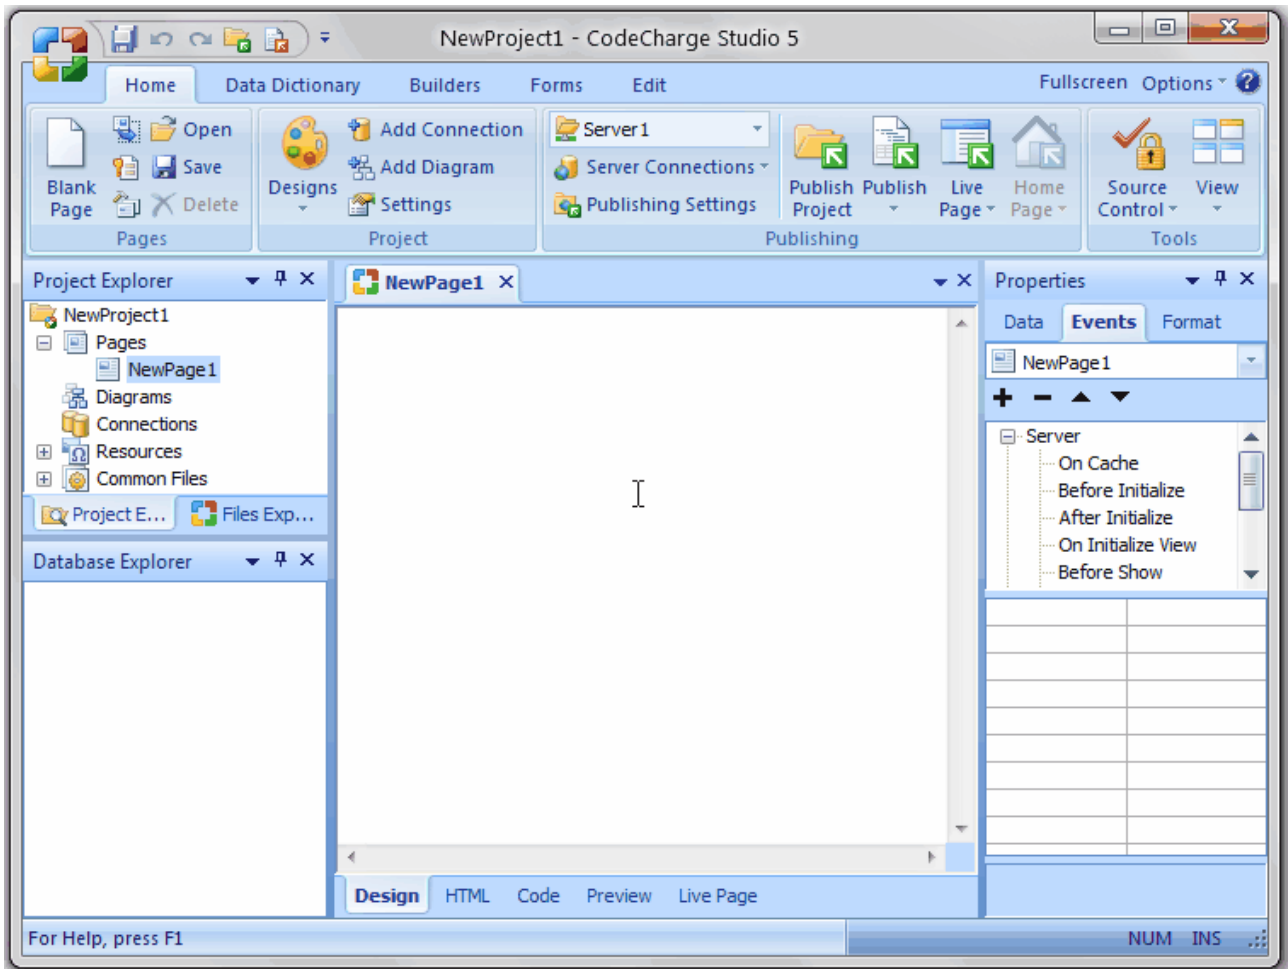 NewProject1 - CodeCharge Studio 5
Home Data Dictionary Builders Forms Edit Fullscreen Options
Blank Page
Open
Save
Delete
Pages
Designs
Add Connection
Add Diagram
Settings
Project
Server1
Server Connections
Publishing Settings
Publish Project
Publish
Live Page
Home Page
Publishing
Source Control
View
Tools
Project Explorer
NewProject1
Pages
NewPage1
Diagrams
Connections
Resources
Common Files
Project E... Files Exp...
Database Explorer
NewPage1
Design HTML Code Preview Live Page
Properties
Data Events Format
NewPage1
Server
On Cache
Before Initialize
After Initialize
On Initialize View
Before Show
For Help, press F1 NUM INS